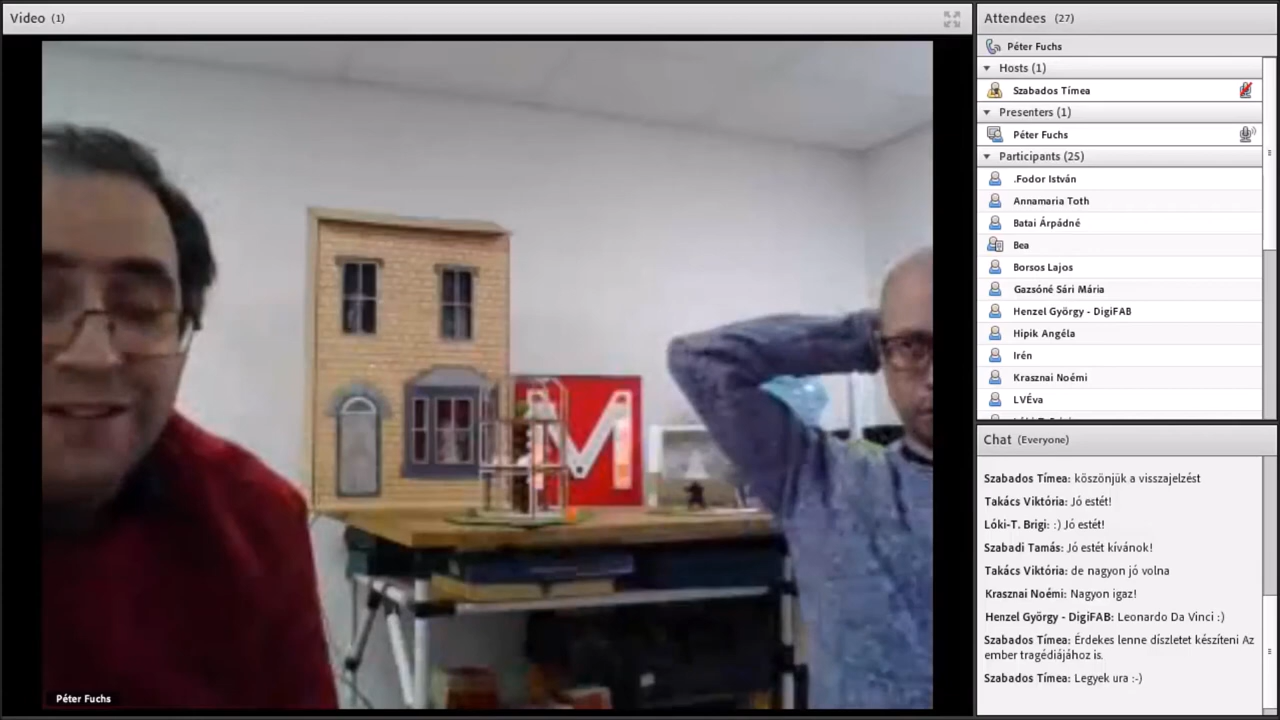 Video (1)
M
Péter Fuchs
Attendees (27)
Péter Fuchs
Hosts (1)
Szabados Tímea
Presenters (1)
Péter Fuchs
Participants (25)
.Fodor István
Annamaria Toth
Batai Árpádné
Bea
Borsos Lajos
Gazsóné Sári Mária
Henzel György - DigiFAB
Hipik Angéla
Irén
Krasznai Noémi
LVÉva
Chat (Everyone)
Szabados Tímea: köszönjük a visszajelzést
Takács Viktória: Jó estét!
Lóki-T. Brigi: :) Jó estét!
Szabadi Tamás: Jó estét kívánok!
Takács Viktória: de nagyon jó volna
Krasznai Noémi: Nagyon igaz!
Henzel György - DigiFAB: Leonardo Da Vinci :)
Szabados Tímea: Érdekes lenne díszletet készíteni Az
ember tragédiájához is.
Szabados Tímea: Legyek ura :-)